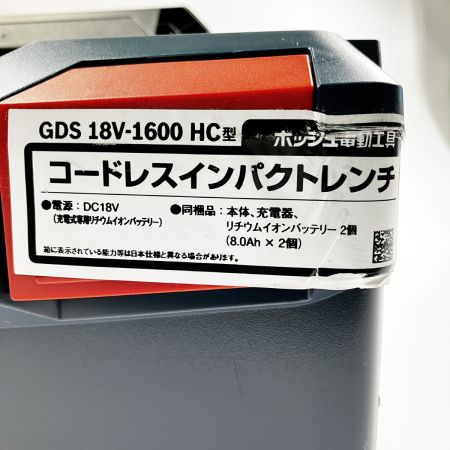 GDS 18V-1600 HC型
ボッシュ電動工具
コードレスインパクトレンチ
●電源：DC18V
（充電式専用リチウムイオンバッテリー）
●同梱品：本体、充電器、
リチウムイオンバッテリー 2個
（8.0Ah × 2個）
箱に表示されている能力等は日本仕様と異なる場合があります。